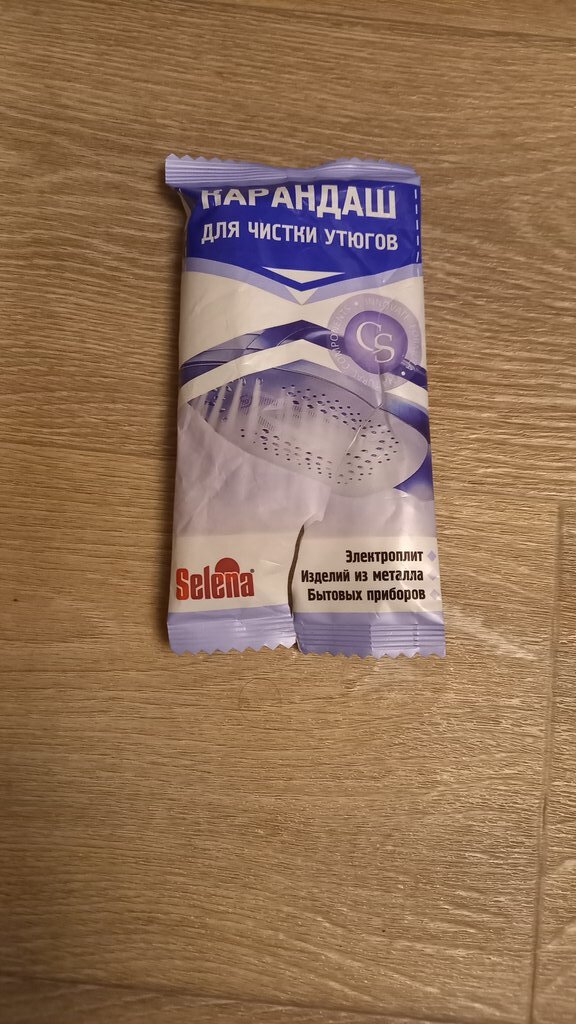 КАРАНДАШ
ДЛЯ ЧИСТКИ УТЮГОВ
CS
Selena®
Электроплит
Изделий из металла
Бытовых приборов